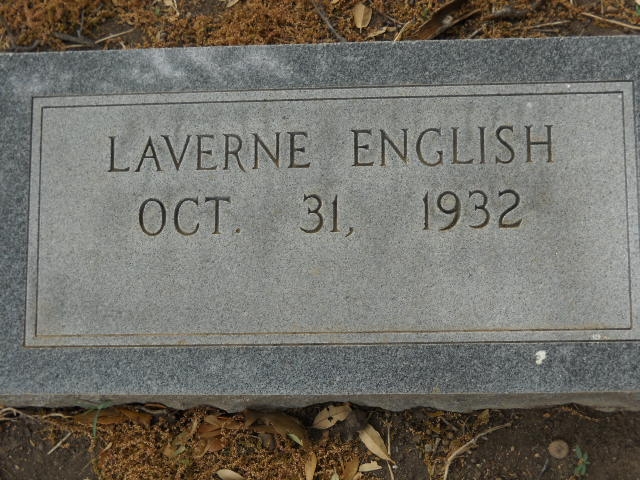 LAVERNE ENGLISH
OCT. 31, 1932